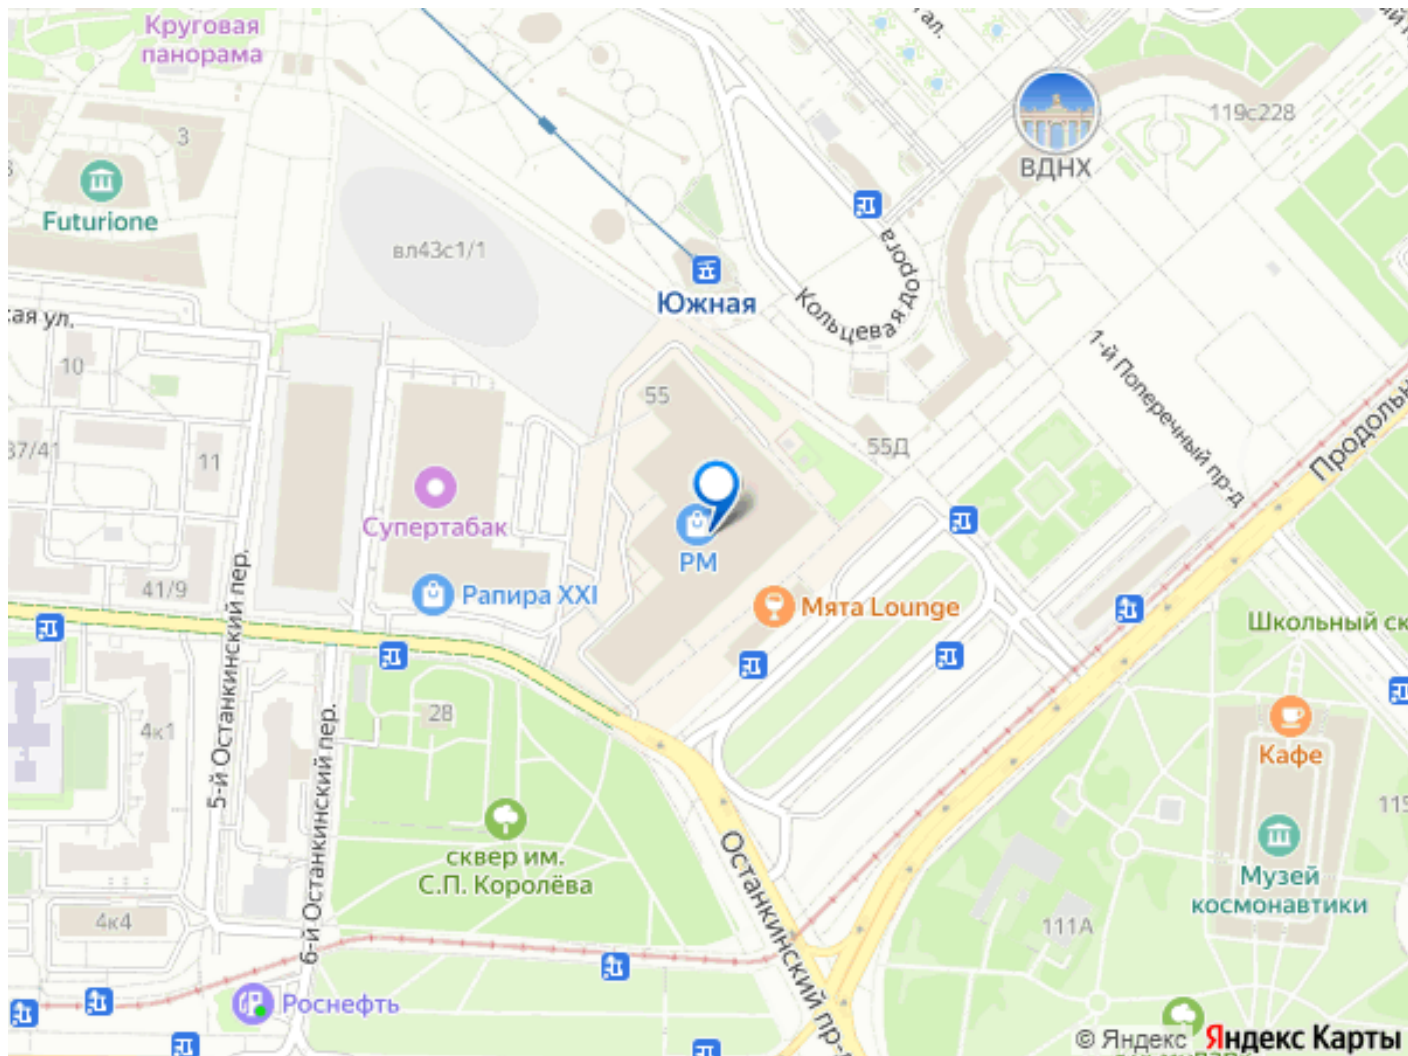 Круговая
панорама
тал.
3
119с228
ВДНХ
Futurione
вл43с1/1
Кольцевая дорога
Южная
ая ул.
10
1-й Поперечный пр-д
55
55Д
37/41
11
Продольн
Супертабак
РМ
41/9
Рапира XXI
Мята Lounge
Школьный ск
5-й Останкинский пер.
6-й Останкинский пер.
28
4к1
Кафе
115
сквер им.
С.П. Королёва
Останкинский пр-д
Музей
космонавтики
4к4
111А
Роснефть
© Яндекс Яндекс Карты